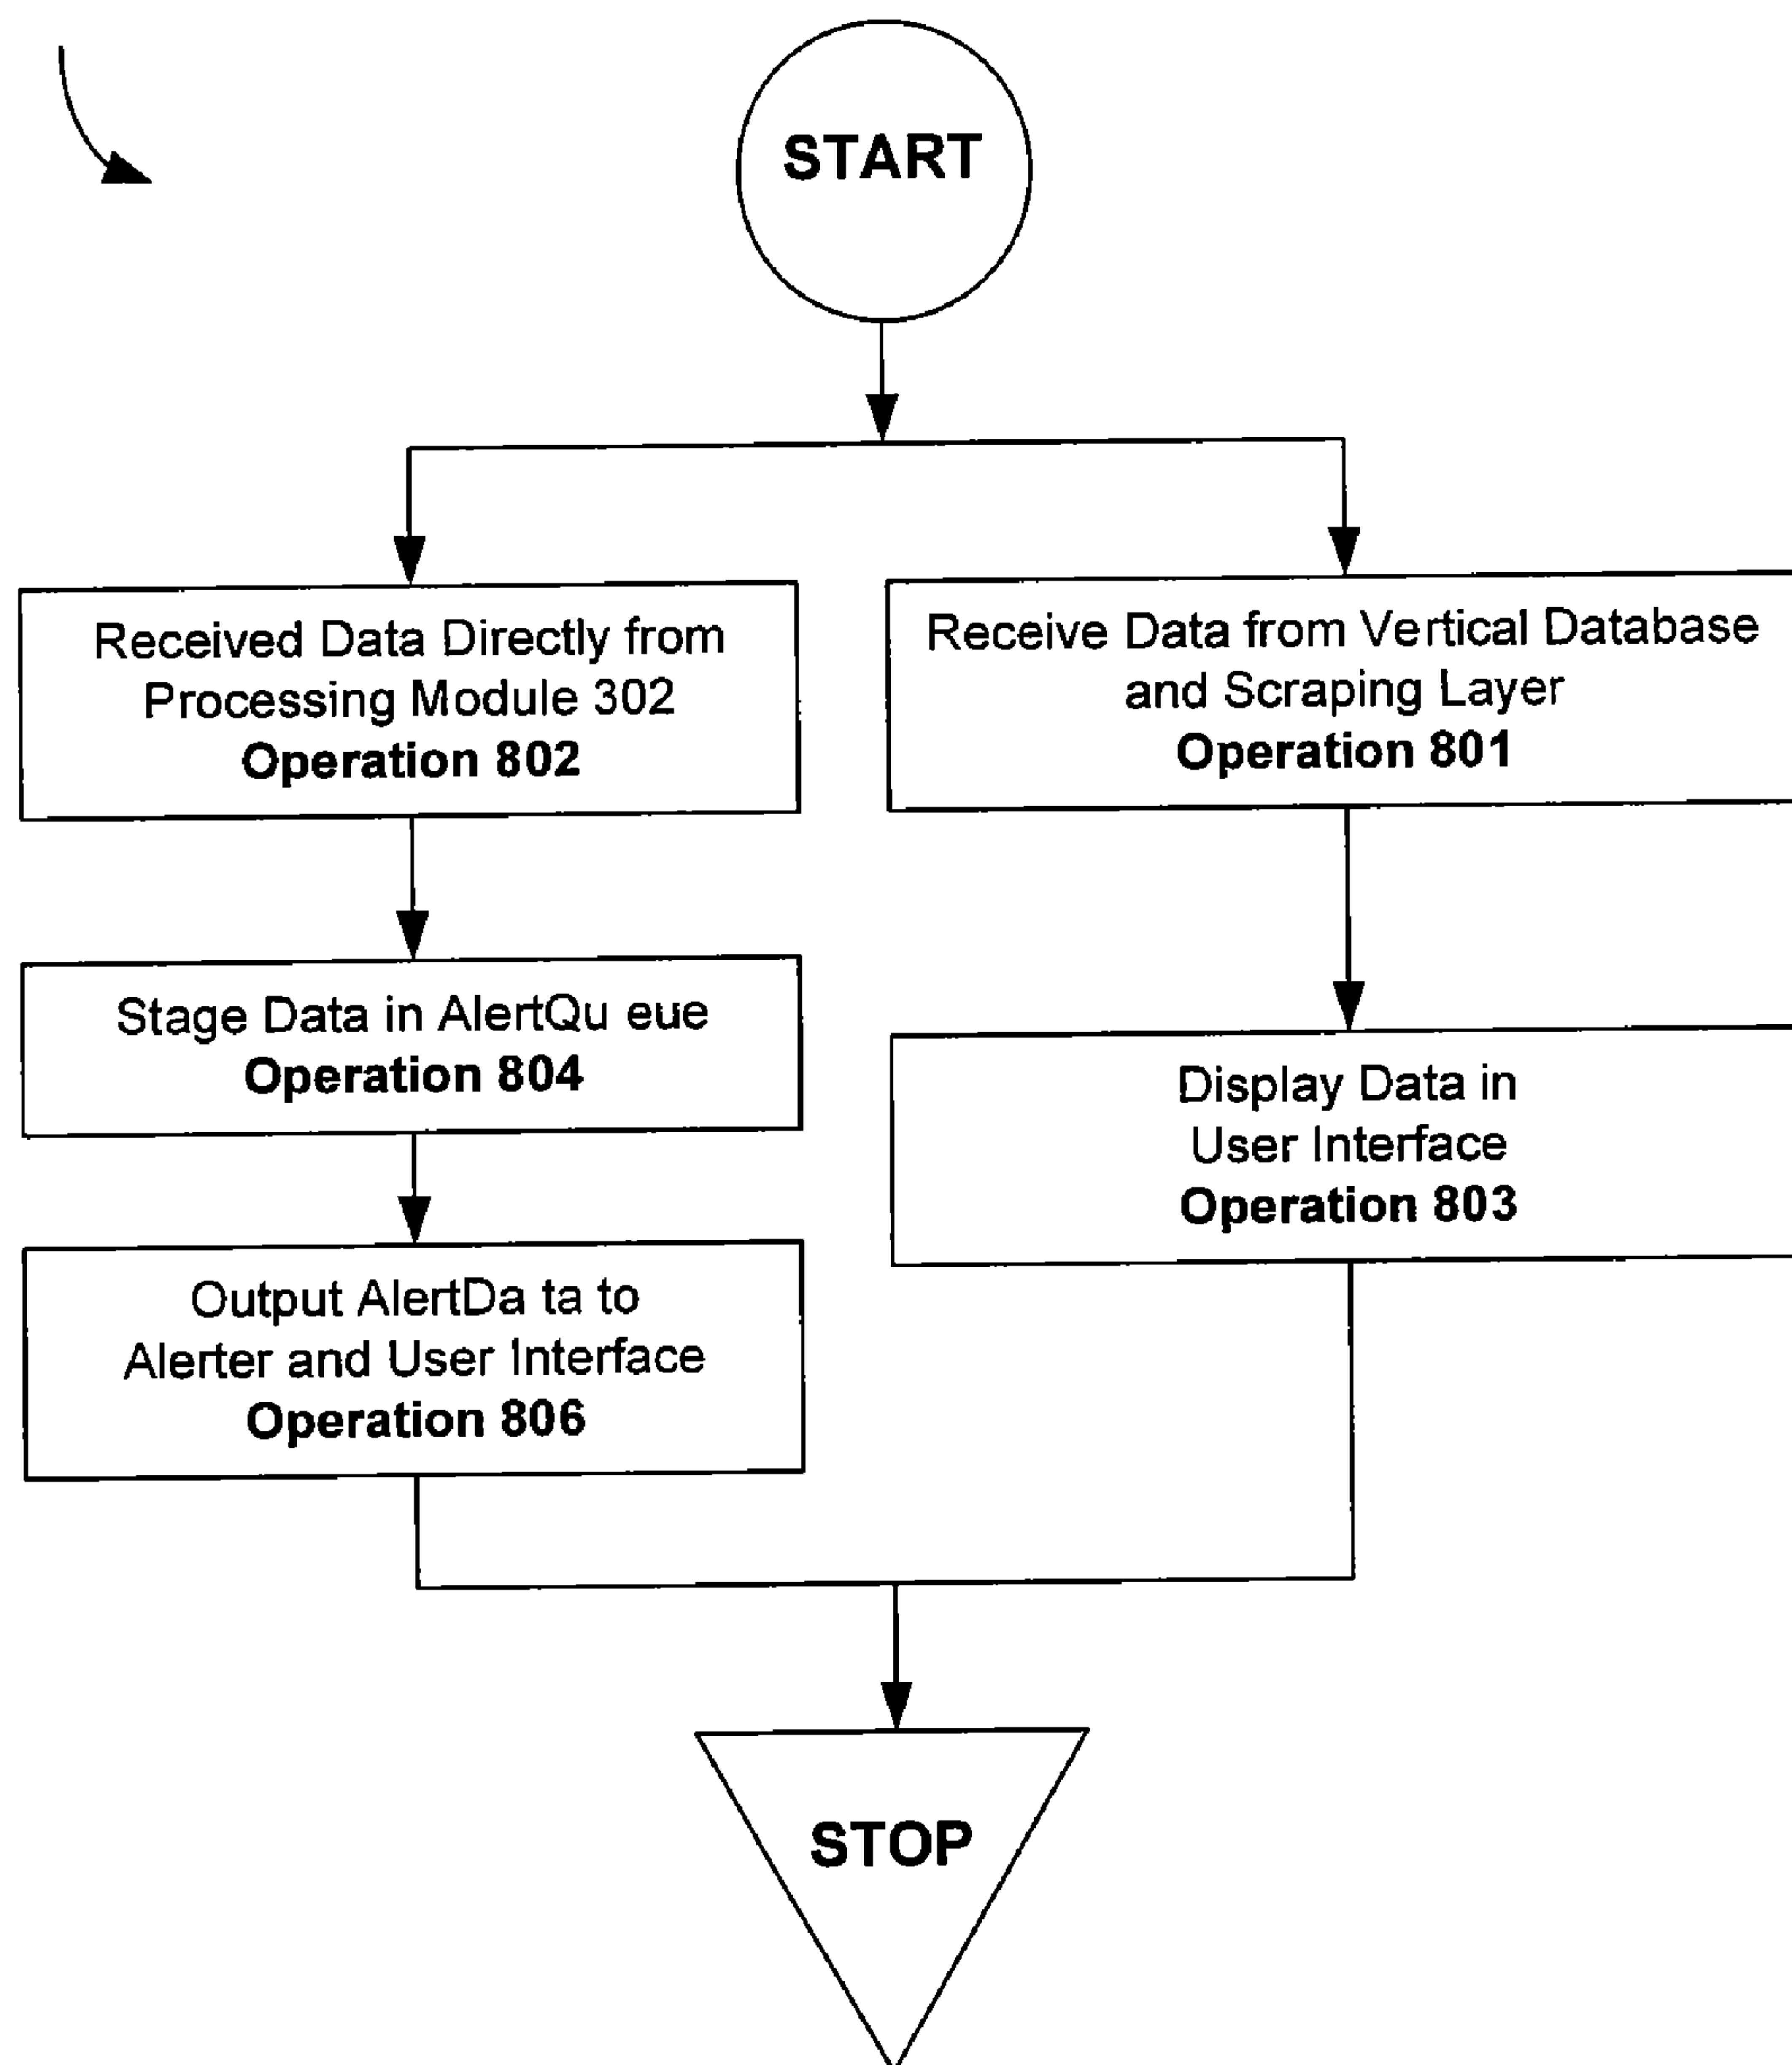 START
Received Data Directly from
Processing Module 302
Operation 802
Receive Data from Vertical Database
and Scraping Layer
Operation 801
Stage Data in AlertQu eue
Operation 804
Display Data in
User Interface
Operation 803
Output AlertDa ta to
Alerter and User Interface
Operation 806
STOP